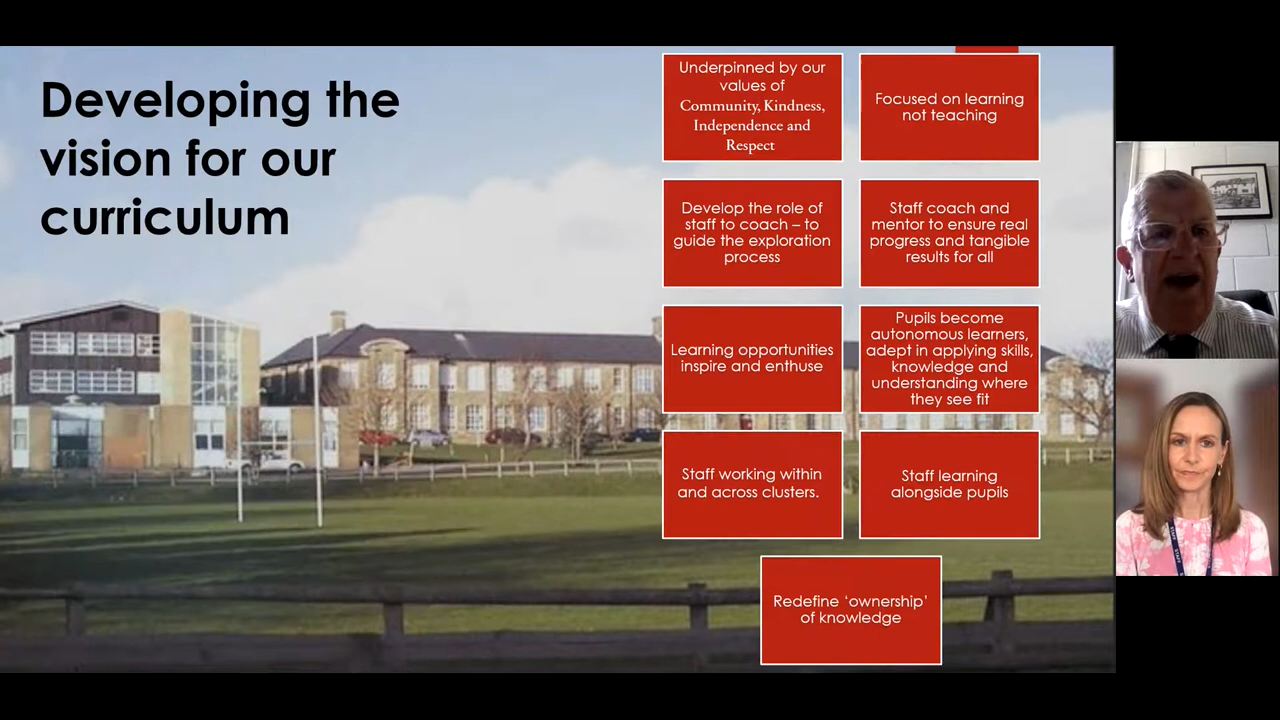 Developing the
vision for our
curriculum
Underpinned by our
values of
Community, Kindness,
Independence and
Respect
Focused on learning
not teaching
Develop the role of
staff to coach – to
guide the exploration
process
Staff coach and
mentor to ensure real
progress and tangible
results for all
Learning opportunities
inspire and enthuse
Pupils become
autonomous learners,
adept in applying skills,
knowledge and
understanding where
they see fit
Staff working within
and across clusters.
Staff learning
alongside pupils
Redefine ‘ownership’
of knowledge